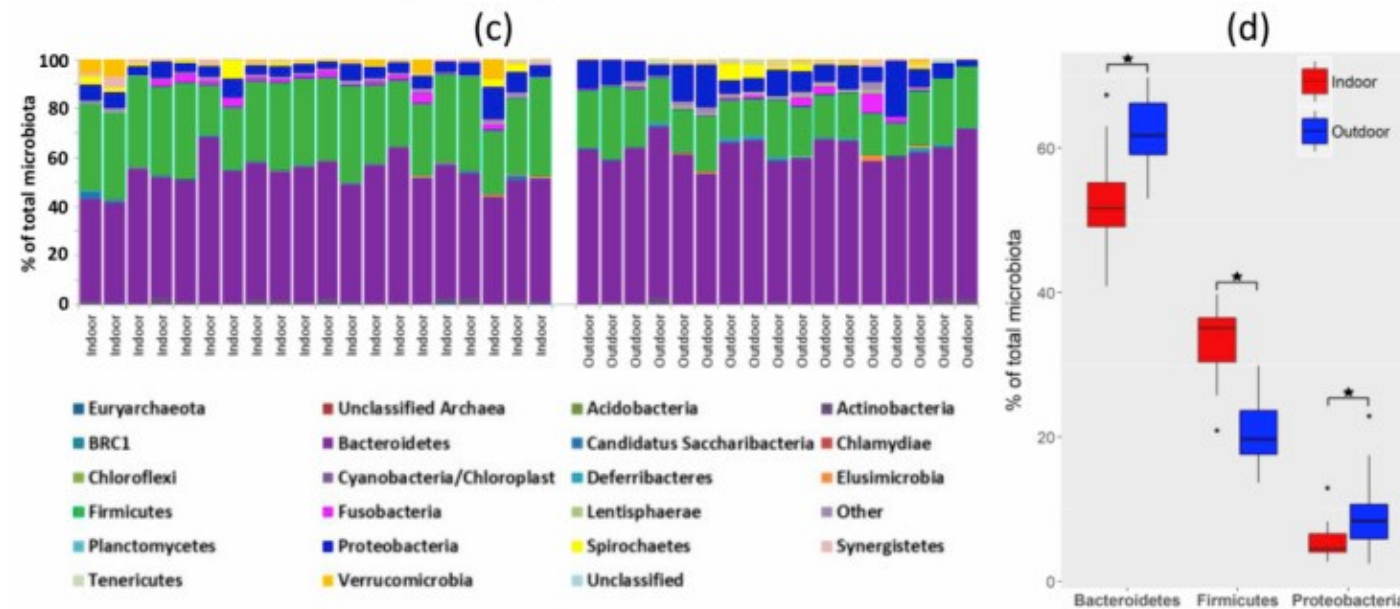 (c)
(d)
% of total microbiota
100
80
60
40
20
0
Indoor Indoor Indoor Indoor Indoor Indoor Indoor Indoor Indoor Indoor Indoor Indoor Indoor Indoor Indoor Indoor Indoor Indoor Indoor Indoor
Outdoor Outdoor Outdoor Outdoor Outdoor Outdoor Outdoor Outdoor Outdoor Outdoor Outdoor Outdoor Outdoor Outdoor Outdoor Outdoor Outdoor
Euryarchaeota Unclassified Archaea Acidobacteria Actinobacteria
BRC1 Bacteroidetes Candidatus Saccharibacteria Chlamydiae
Chloroflexi Cyanobacteria/Chloroplast Deferribacteres Elusimicrobia
Firmicutes Fusobacteria Lentisphaerae Other
Planctomycetes Proteobacteria Spirochaetes Synergistetes
Tenericutes Verrucomicrobia Unclassified
% of total microbiota
60
40
20
0
Indoor
Outdoor
Bacteroidetes Firmicutes Proteobacteria